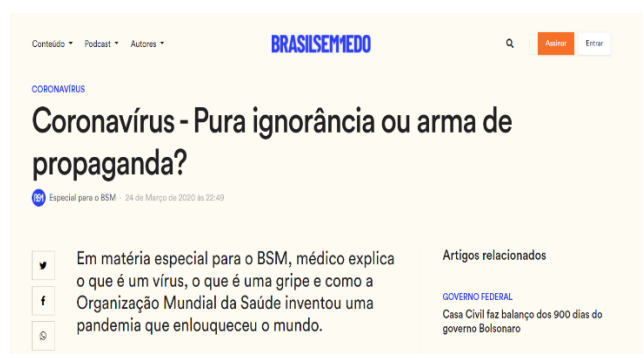 Conteúdo Podcast Autores BRASILSEM1EDO Assinar Entrar
CORONAVÍRUS
Coronavírus - Pura ignorância ou arma de
propaganda?
Especial para o BSM · 24 de Março de 2020 às 22:49
Em matéria especial para o BSM, médico explica
o que é um vírus, o que é uma gripe e como a
Organização Mundial da Saúde inventou uma
pandemia que enlouqueceu o mundo.
Artigos relacionados
GOVERNO FEDERAL
Casa Civil faz balanço dos 900 dias do
governo Bolsonaro